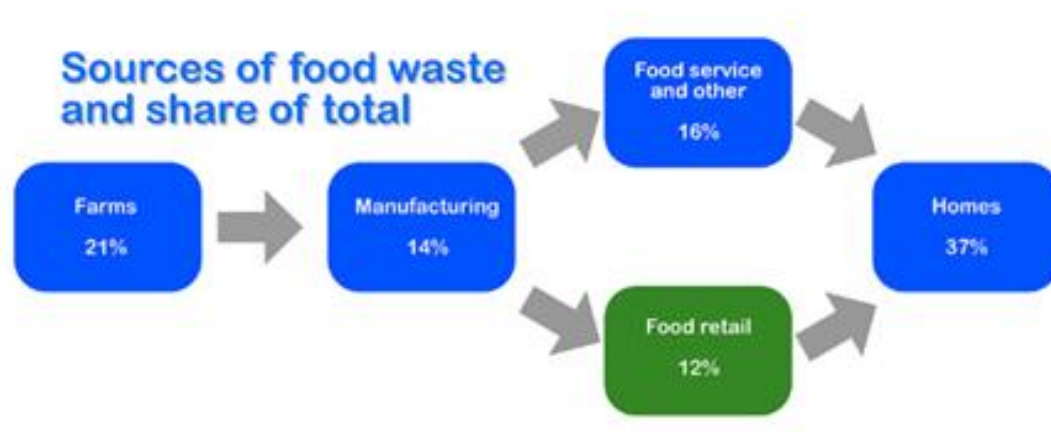 Sources of food waste
and share of total
Farms
21%
Manufacturing
14%
Food service
and other
16%
Food retail
12%
Homes
37%